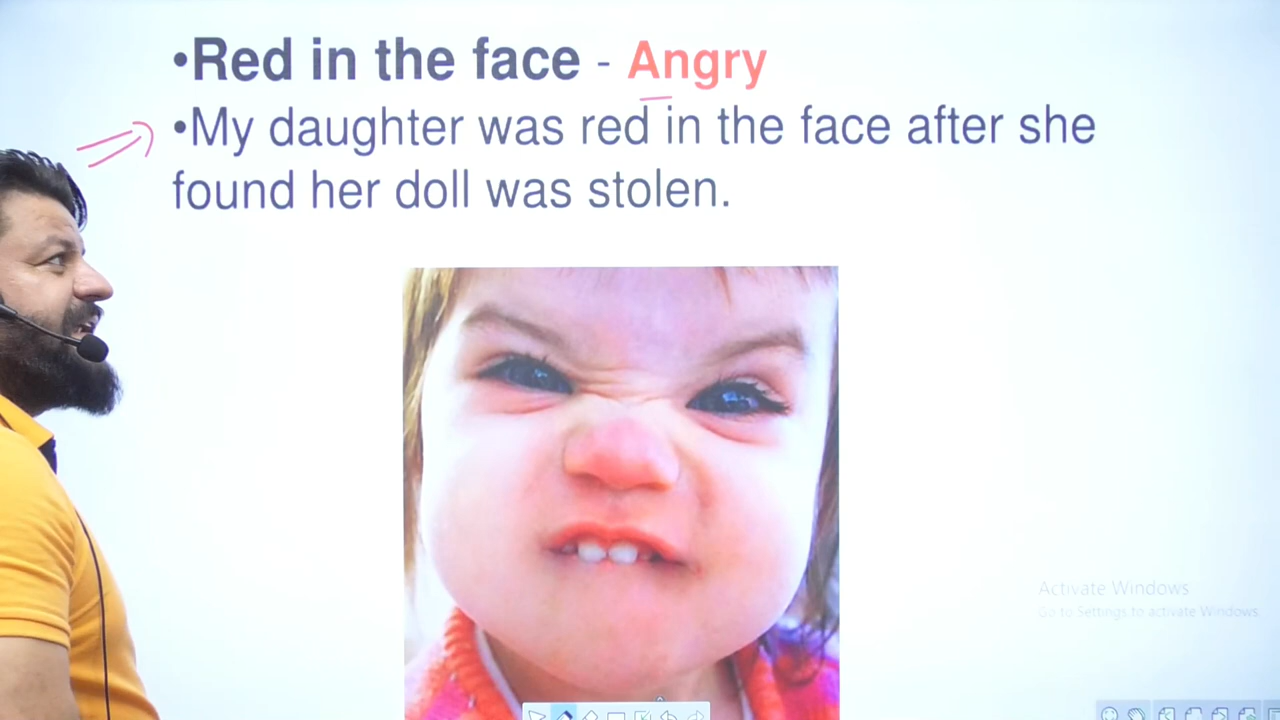 •Red in the face - Angry
•My daughter was red in the face after she
found her doll was stolen.
Activate Windows
Go to Settings to activate Windows.